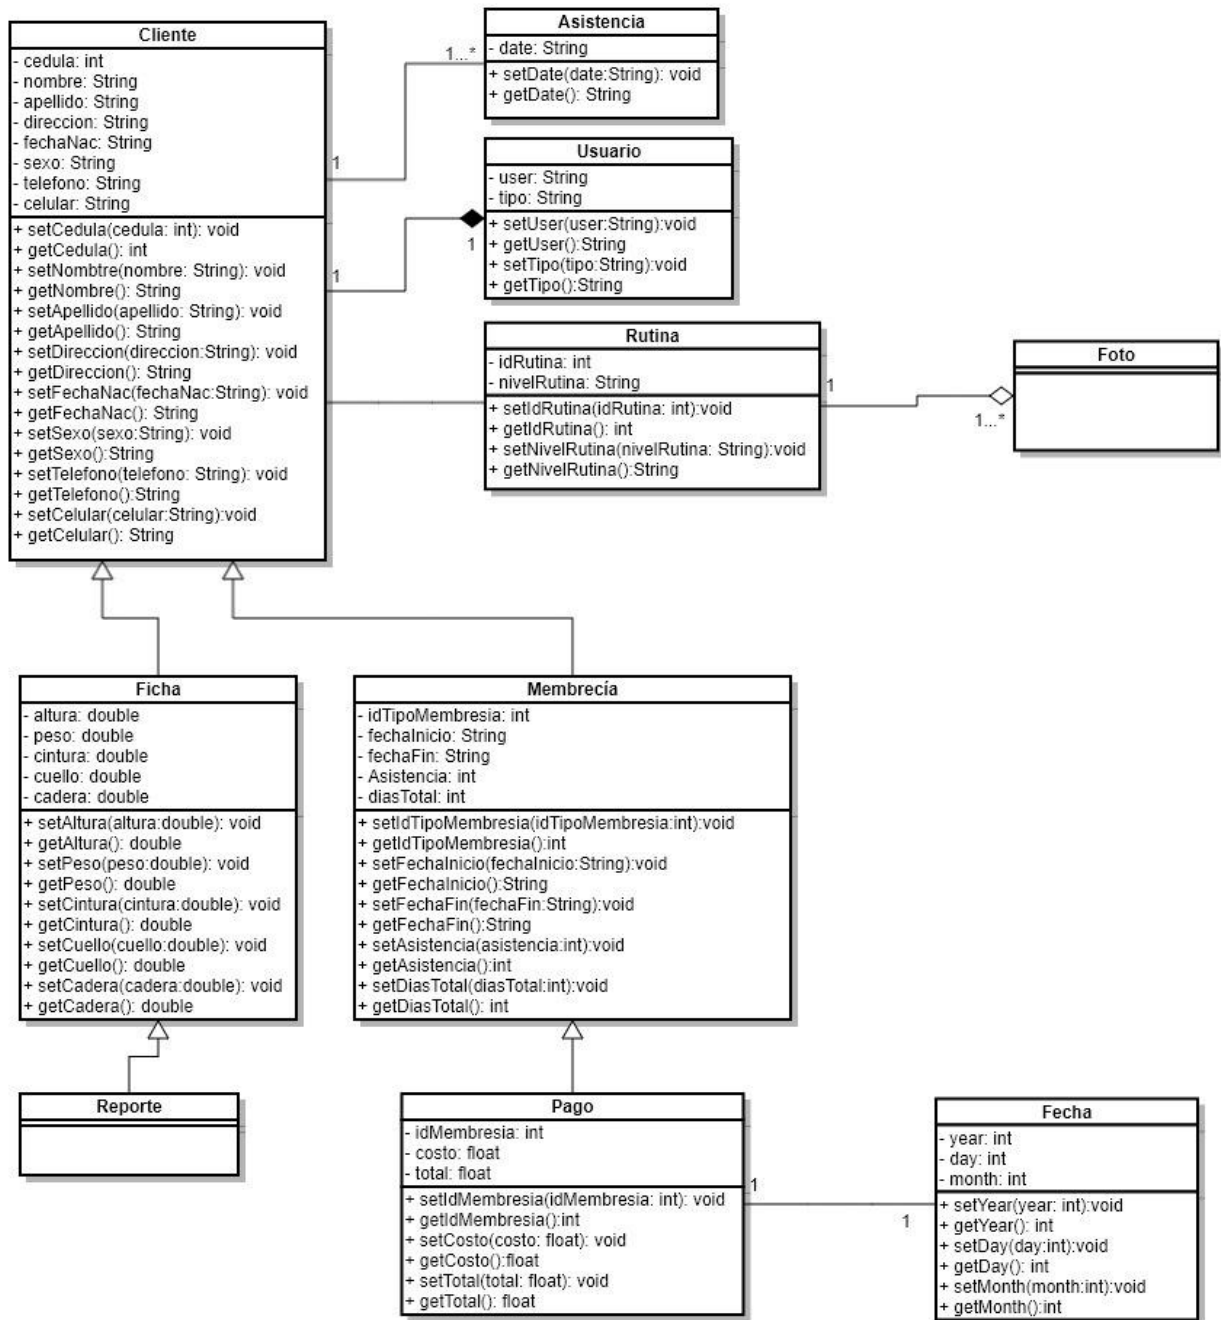 Cliente
- cedula: int
- nombre: String
- apellido: String
- direccion: String
- fechaNac: String
- sexo: String
- telefono: String
- celular: String
+ setCedula(cedula: int): void
+ getCedula(): int
+ setNombtre(nombre: String): void
+ getNombre(): String
+ setApellido(apellido: String): void
+ getApellido(): String
+ setDireccion(direccion:String): void
+ getDireccion(): String
+ setFechaNac(fechaNac:String): void
+ getFechaNac(): String
+ setSexo(sexo:String): void
+ getSexo():String
+ setTelefono(telefono: String): void
+ getTelefono():String
+ setCelular(celular:String):void
+ getCelular(): String
1
1...*
Asistencia
- date: String
+ setDate(date:String): void
+ getDate(): String
1
1
Usuario
- user: String
- tipo: String
+ setUser(user:String):void
+ getUser():String
+ setTipo(tipo:String):void
+ getTipo():String
Rutina
- idRutina: int
- nivelRutina: String
+ setIdRutina(idRutina: int):void
+ getIdRutina(): int
+ setNivelRutina(nivelRutina: String):void
+ getNivelRutina():String
1
1...*
Foto
Ficha
- altura: double
- peso: double
- cintura: double
- cuello: double
- cadera: double
+ setAltura(altura:double): void
+ getAltura(): double
+ setPeso(peso:double): void
+ getPeso(): double
+ setCintura(cintura:double): void
+ getCintura(): double
+ setCuello(cuello:double): void
+ getCuello(): double
+ setCadera(cadera:double): void
+ getCadera(): double
Membrecía
- idTipoMembresia: int
- fechaInicio: String
- fechaFin: String
- Asistencia: int
- diasTotal: int
+ setIdTipoMembresia(idTipoMembresia:int):void
+ getIdTipoMembresia():int
+ setFechaInicio(fechaInicio:String):void
+ getFechaInicio():String
+ setFechaFin(fechaFin:String):void
+ getFechaFin():String
+ setAsistencia(asistencia:int):void
+ getAsistencia():int
+ setDiasTotal(diasTotal:int):void
+ getDiasTotal(): int
Reporte
Pago
- idMembresia: int
- costo: float
- total: float
+ setIdMembresia(idMembresia: int): void
+ getIdMembresia():int
+ setCosto(costo: float): void
+ getCosto():float
+ setTotal(total: float): void
+ getTotal(): float
1
1
Fecha
- year: int
- day: int
- month: int
+ setYear(year: int):void
+ getYear(): int
+ setDay(day:int):void
+ getDay(): int
+ setMonth(month:int):void
+ getMonth():int